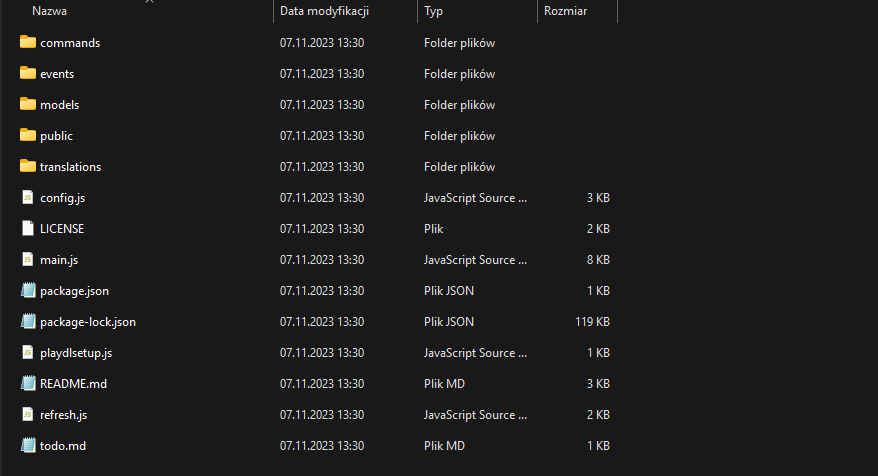 Nazwa Data modyfikacji Typ Rozmiar
commands 07.11.2023 13:30 Folder plików
events 07.11.2023 13:30 Folder plików
models 07.11.2023 13:30 Folder plików
public 07.11.2023 13:30 Folder plików
translations 07.11.2023 13:30 Folder plików
config.js 07.11.2023 13:30 JavaScript Source ... 3 KB
LICENSE 07.11.2023 13:30 Plik 2 KB
main.js 07.11.2023 13:30 JavaScript Source ... 8 KB
package.json 07.11.2023 13:30 Plik JSON 1 KB
package-lock.json 07.11.2023 13:30 Plik JSON 119 KB
playdlsetup.js 07.11.2023 13:30 JavaScript Source ... 1 KB
README.md 07.11.2023 13:30 Plik MD 3 KB
refresh.js 07.11.2023 13:30 JavaScript Source ... 2 KB
todo.md 07.11.2023 13:30 Plik MD 1 KB